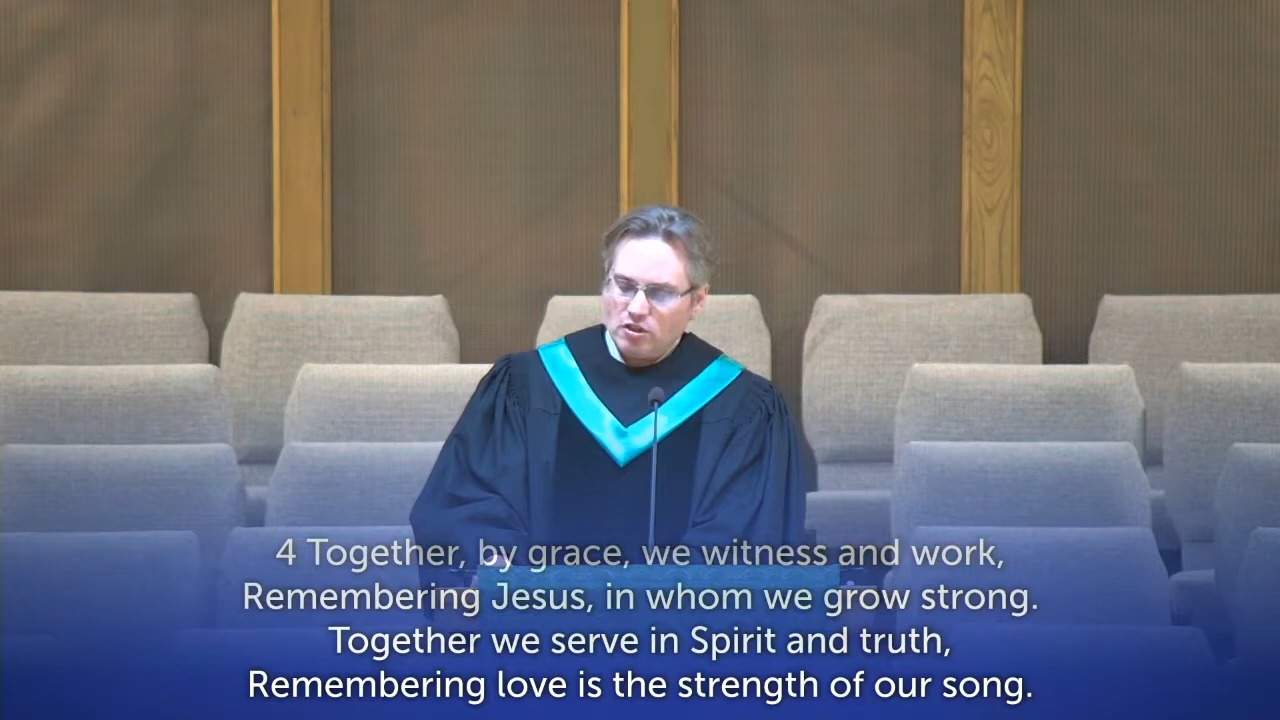 4 Together, by grace, we witness and work,
Remembering Jesus, in whom we grow strong.
Together we serve in Spirit and truth,
Remembering love is the strength of our song.